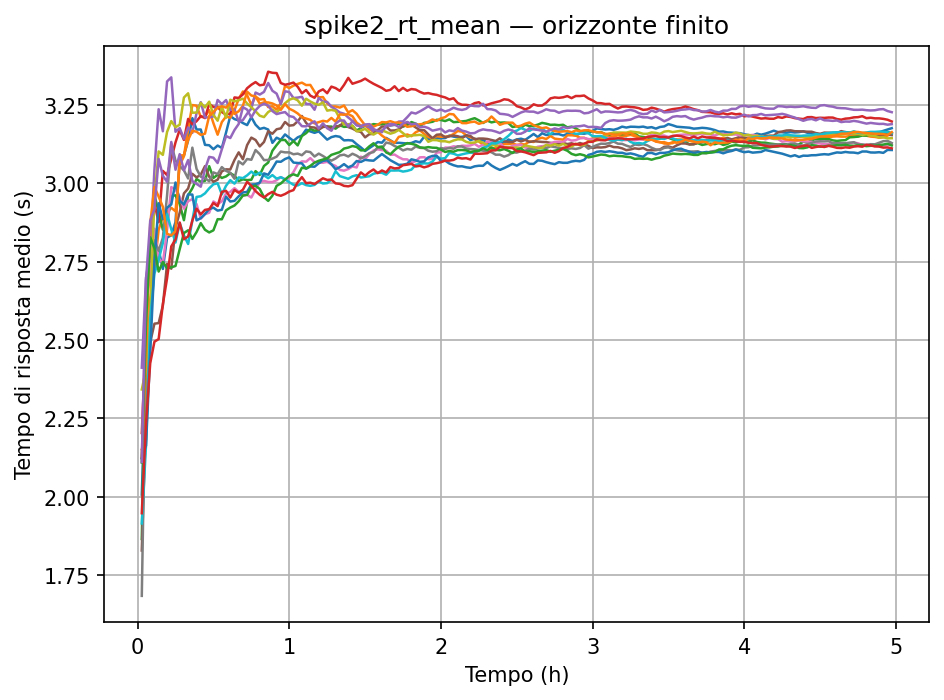 spike2_rt_mean — orizzonte finito
Tempo di risposta medio (s)
3.25
3.00
2.75
2.50
2.25
2.00
1.75
0 1 2 3 4 5
Tempo (h)